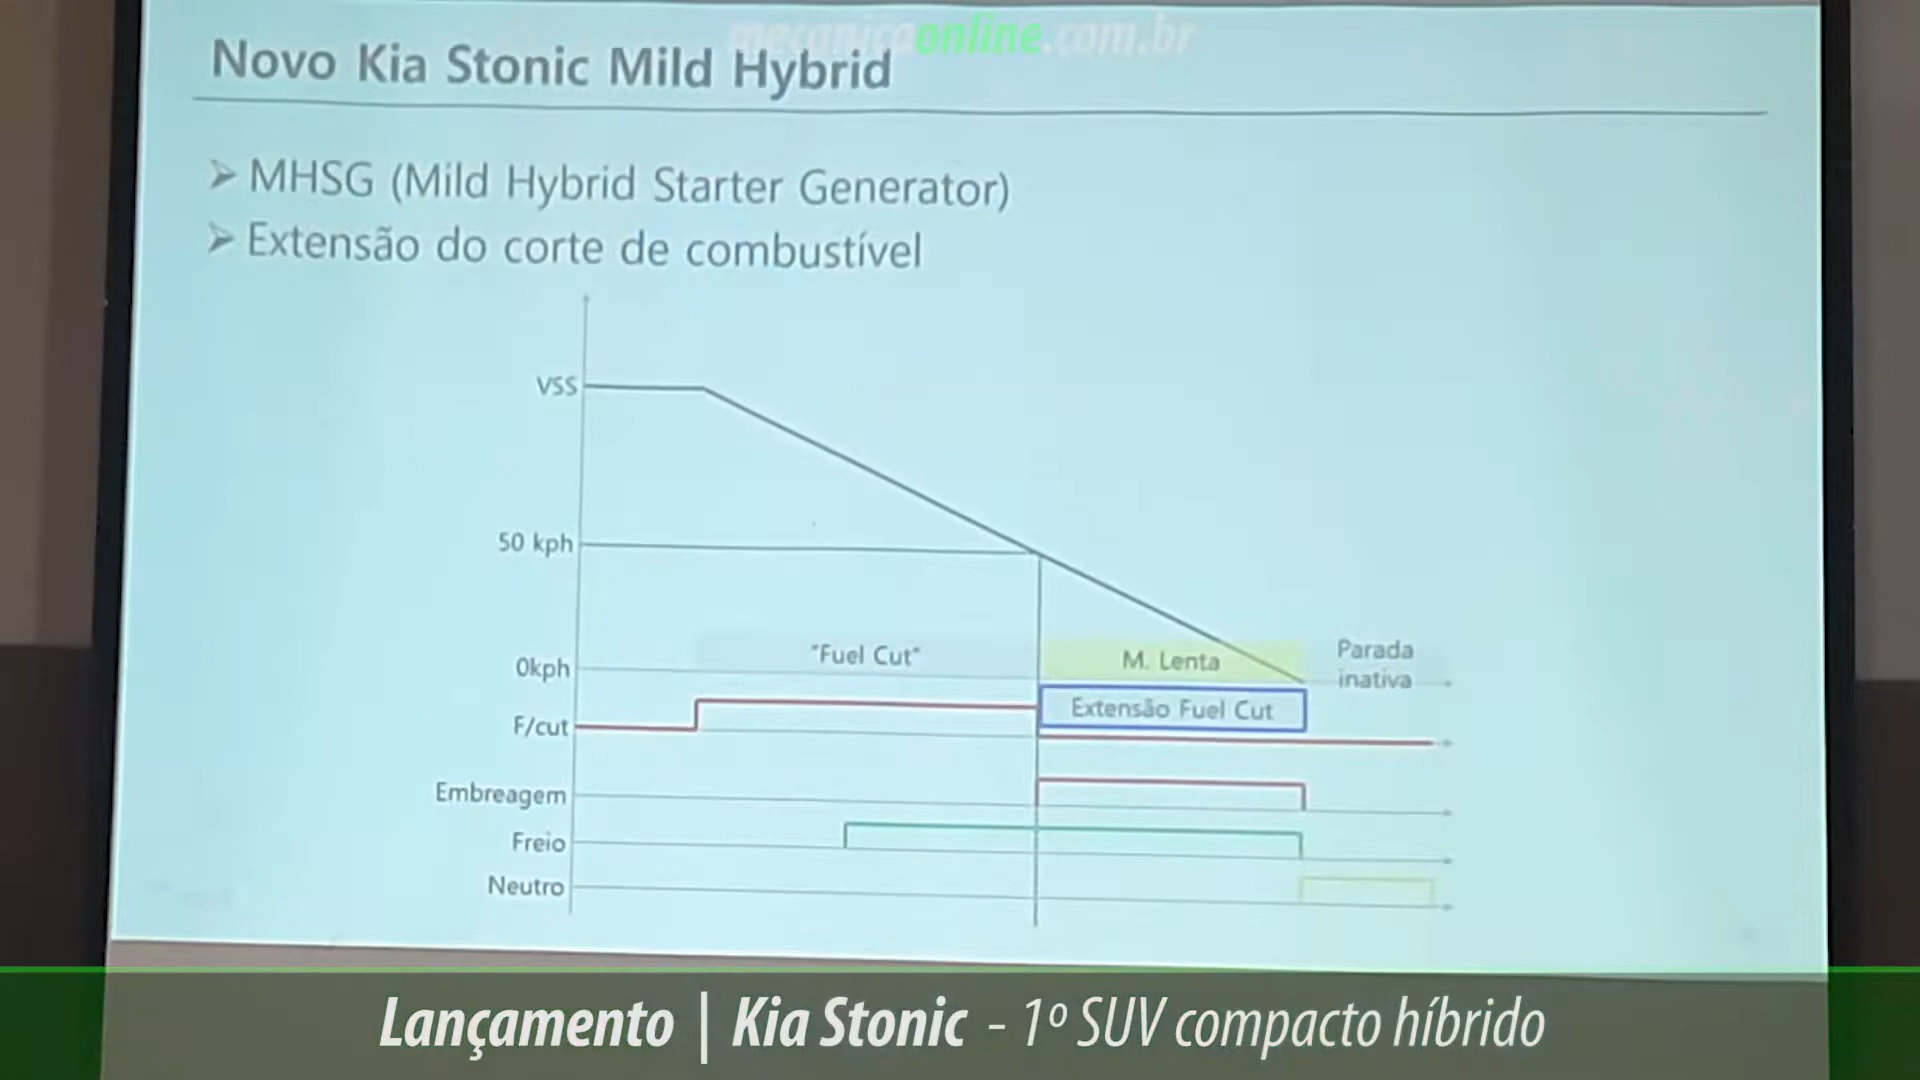 mecanicaonline.com.br
Novo Kia Stonic Mild Hybrid
➢ MHSG (Mild Hybrid Starter Generator)
➢ Extensão do corte de combustível
VSS
50 kph
0kph
"Fuel Cut"
M. Lenta
Parada
inativa
F/cut
Extensão Fuel Cut
Embreagem
Freio
Neutro
Lançamento | Kia Stonic - 1º SUV compacto híbrido